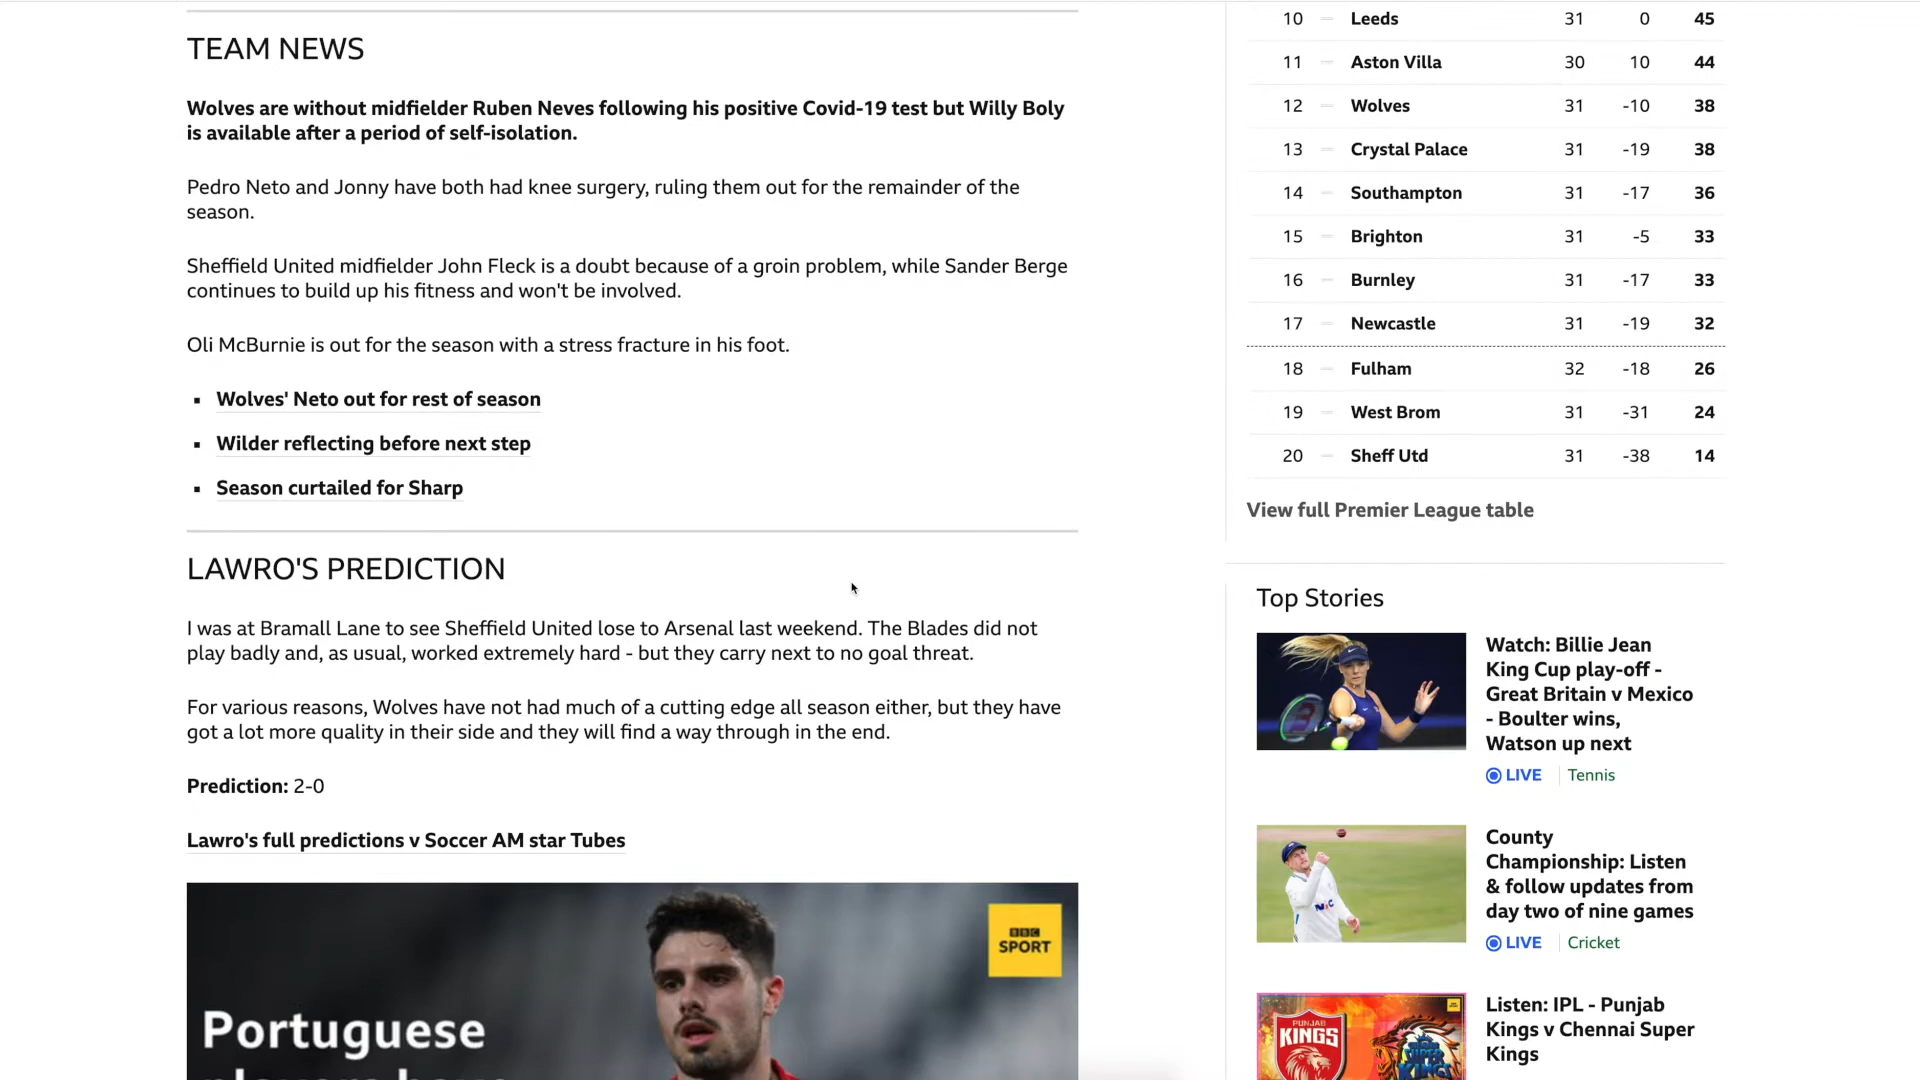 TEAM NEWS
Wolves are without midfielder Ruben Neves following his positive Covid-19 test but Willy Boly
is available after a period of self-isolation.
Pedro Neto and Jonny have both had knee surgery, ruling them out for the remainder of the
season.
Sheffield United midfielder John Fleck is a doubt because of a groin problem, while Sander Berge
continues to build up his fitness and won't be involved.
Oli McBurnie is out for the season with a stress fracture in his foot.
Wolves' Neto out for rest of season
Wilder reflecting before next step
Season curtailed for Sharp
LAWRO'S PREDICTION
I was at Bramall Lane to see Sheffield United lose to Arsenal last weekend. The Blades did not
play badly and, as usual, worked extremely hard - but they carry next to no goal threat.
For various reasons, Wolves have not had much of a cutting edge all season either, but they have
got a lot more quality in their side and they will find a way through in the end.
Prediction: 2-0
Lawro's full predictions v Soccer AM star Tubes
BBC
SPORT
Portuguese
10 Leeds 31 0 45
11 Aston Villa 30 10 44
12 Wolves 31 -10 38
13 Crystal Palace 31 -19 38
14 Southampton 31 -17 36
15 Brighton 31 -5 33
16 Burnley 31 -17 33
17 Newcastle 31 -19 32
18 Fulham 32 -18 26
19 West Brom 31 -31 24
20 Sheff Utd 31 -38 14
View full Premier League table
Top Stories
Watch: Billie Jean
King Cup play-off -
Great Britain v Mexico
- Boulter wins,
Watson up next
LIVE Tennis
County
Championship: Listen
& follow updates from
day two of nine games
LIVE Cricket
PUNJAB
KINGS
Listen: IPL - Punjab
Kings v Chennai Super
Kings